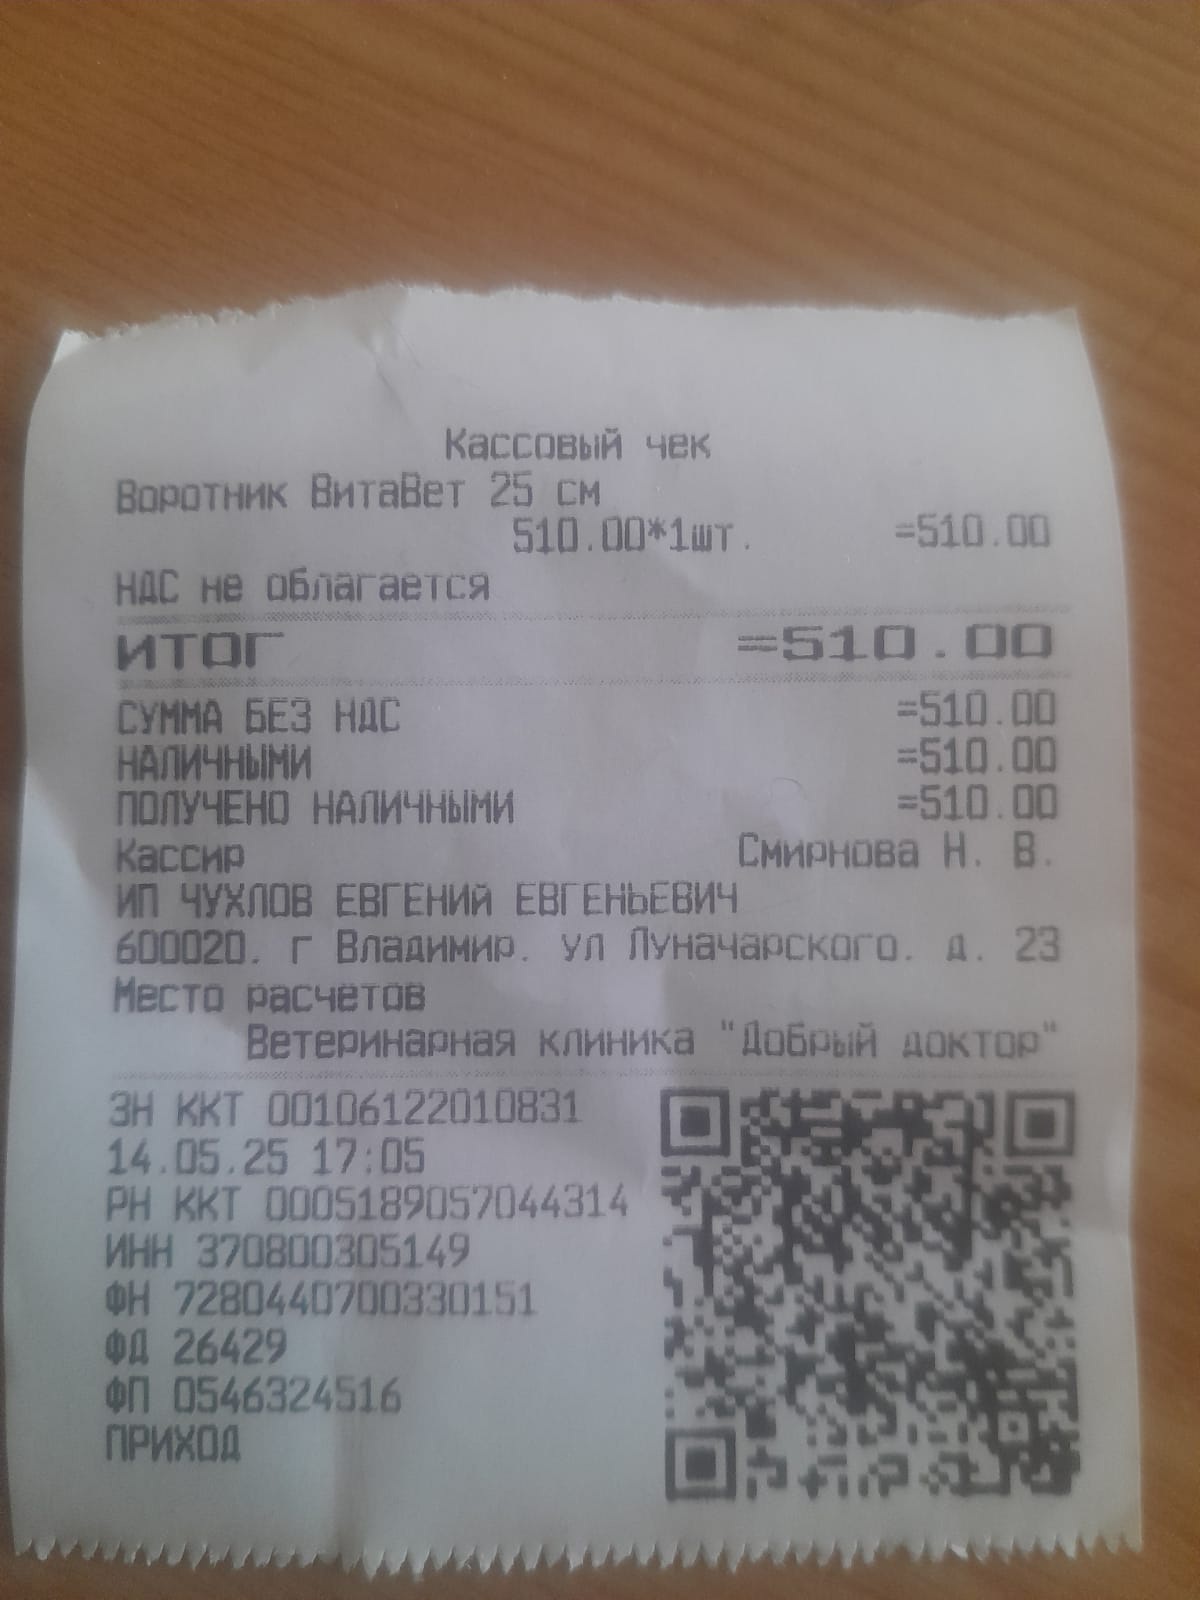 Кассовый чек
Воротник ВитаВет 25 см
510.00*1шт. =510.00
НДС не облагается
ИТОГ =510.00
СУММА БЕЗ НДС =510.00
НАЛИЧНЫМИ =510.00
ПОЛУЧЕНО НАЛИЧНЫМИ =510.00
Кассир Смирнова Н. В.
ИП ЧУХЛОВ ЕВГЕНИЙ ЕВГЕНЬЕВИЧ
600020. г Владимир. ул Луначарского. д. 23
Место расчетов
Ветеринарная клиника "Добрый доктор"
ЗН ККТ 00106122010831
14.05.25 17:05
РН ККТ 0005189057044314
ИНН 370800305149
ФН 7280440700330151
ФД 26429
ФП 0546324516
ПРИХОД